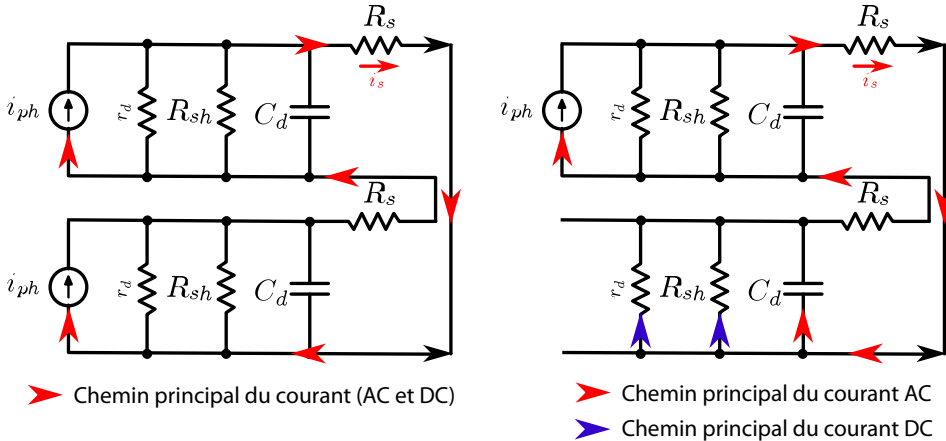 R_s
R_s
i_s
i_s
i_ph r_d R_sh C_d
i_ph r_d R_sh C_d
R_s
R_s
i_ph r_d R_sh C_d
r_d R_sh C_d
Chemin principal du courant (AC et DC)
Chemin principal du courant AC
Chemin principal du courant DC